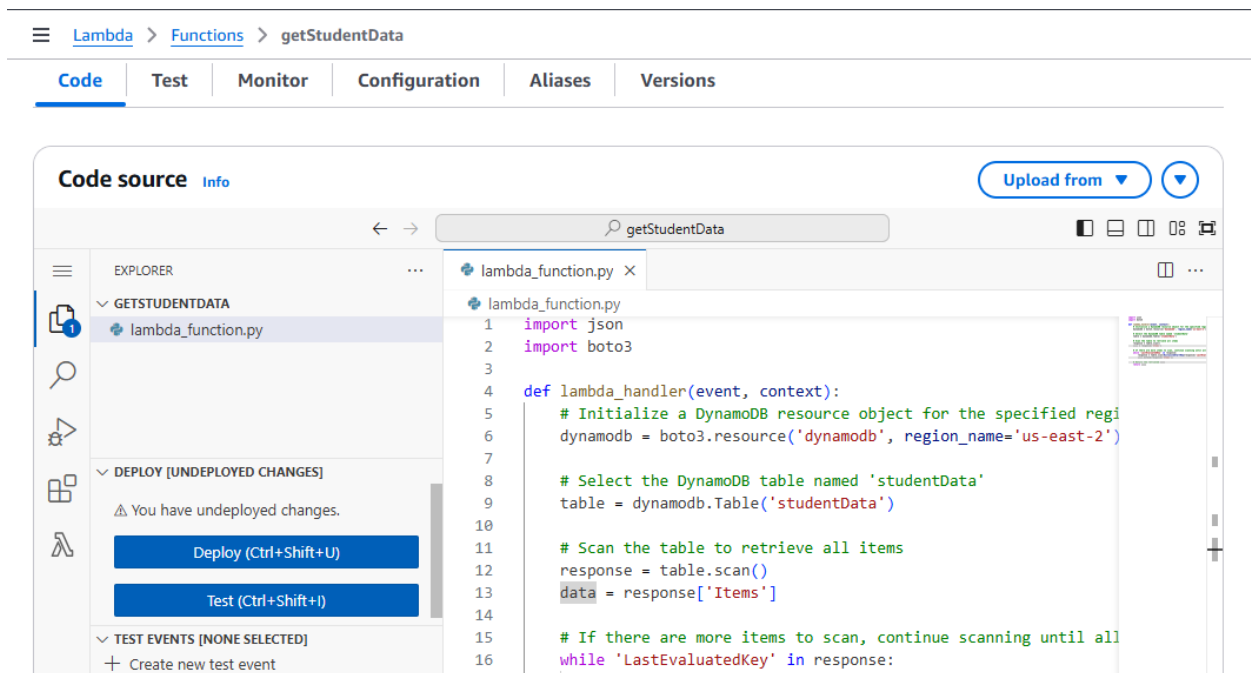 Lambda > Functions > getStudentData
Code Test Monitor Configuration Aliases Versions
Code source Info
Upload from
getStudentData
EXPLORER
GETSTUDENTDATA
1
lambda_function.py
DEPLOY [UNDEPLOYED CHANGES]
You have undeployed changes.
Deploy (Ctrl+Shift+U)
Test (Ctrl+Shift+I)
TEST EVENTS [NONE SELECTED]
+ Create new test event
lambda_function.py
lambda_function.py
1 import json
2 import boto3
3
4 def lambda_handler(event, context):
5 # Initialize a DynamoDB resource object for the specified regi
6 dynamodb = boto3.resource('dynamodb', region_name='us-east-2')
7
8 # Select the DynamoDB table named 'studentData'
9 table = dynamodb.Table('studentData')
10
11 # Scan the table to retrieve all items
12 response = table.scan()
13 data = response['Items']
14
15 # If there are more items to scan, continue scanning until all
16 while 'LastEvaluatedKey' in response: